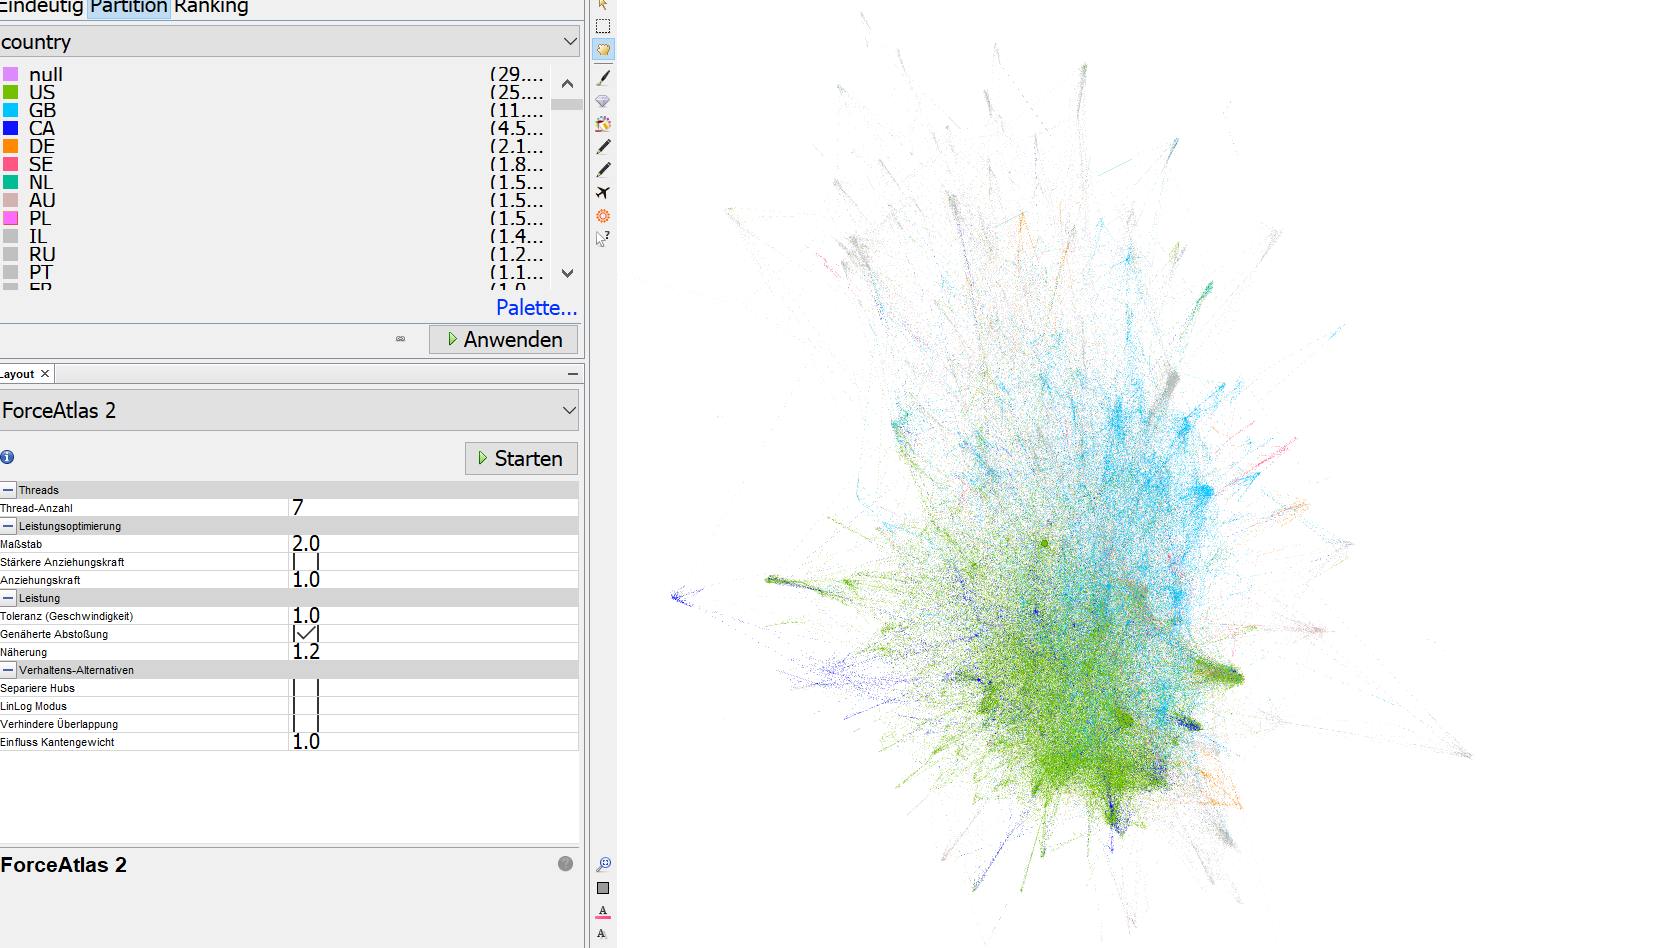 Eindeutig Partition Ranking
country
null (29....
US (25....
GB (11....
CA (4.5...
DE (2.1...
SE (1.8...
NL (1.5...
AU (1.5...
PL (1.5...
IL (1.4...
RU (1.2...
PT (1.1...
FR (1.0
Palette...
Anwenden
Layout
ForceAtlas 2
Starten
Threads
Thread-Anzahl 7
Leistungsoptimierung
Maßstab 2.0
Stärkere Anziehungskraft
Anziehungskraft 1.0
Leistung
Toleranz (Geschwindigkeit) 1.0
Genäherte Abstoßung
Näherung 1.2
Verhaltens-Alternativen
Separiere Hubs
LinLog Modus
Verhindere Überlappung
Einfluss Kantengewicht 1.0
ForceAtlas 2